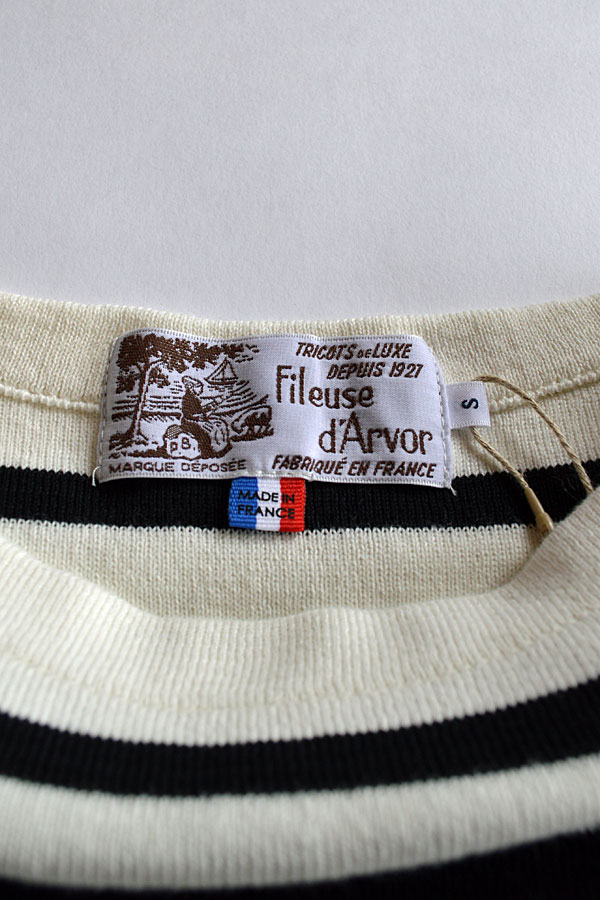 TRICOTS DE LUXE
DEPUIS 1927
Fileuse
d'Arvor
P.B.
MARQUE DÉPOSÉE
FABRIQUÉ EN FRANCE
S
MADE IN
FRANCE